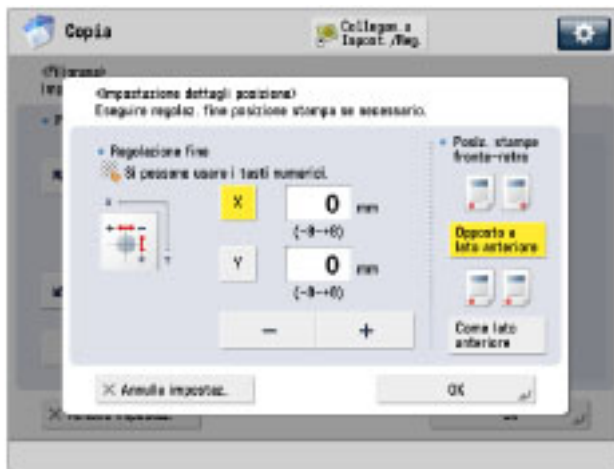 Copia
Collegam. a
Impost./Reg.
<Filigrana>
<Impostazione dettagli posizione>
Eseguire regolaz. fine posizione stampa se necessario.
Regolazione fine
Si possono usare i tasti numerici.
X
0 mm
(-8~+8)
Y
0 mm
(-8~+8)
- +
Posiz. stampa
fronte-retro
Opposto a
lato anteriore
Come lato
anteriore
X
Y
× Annulla impostaz.
OK